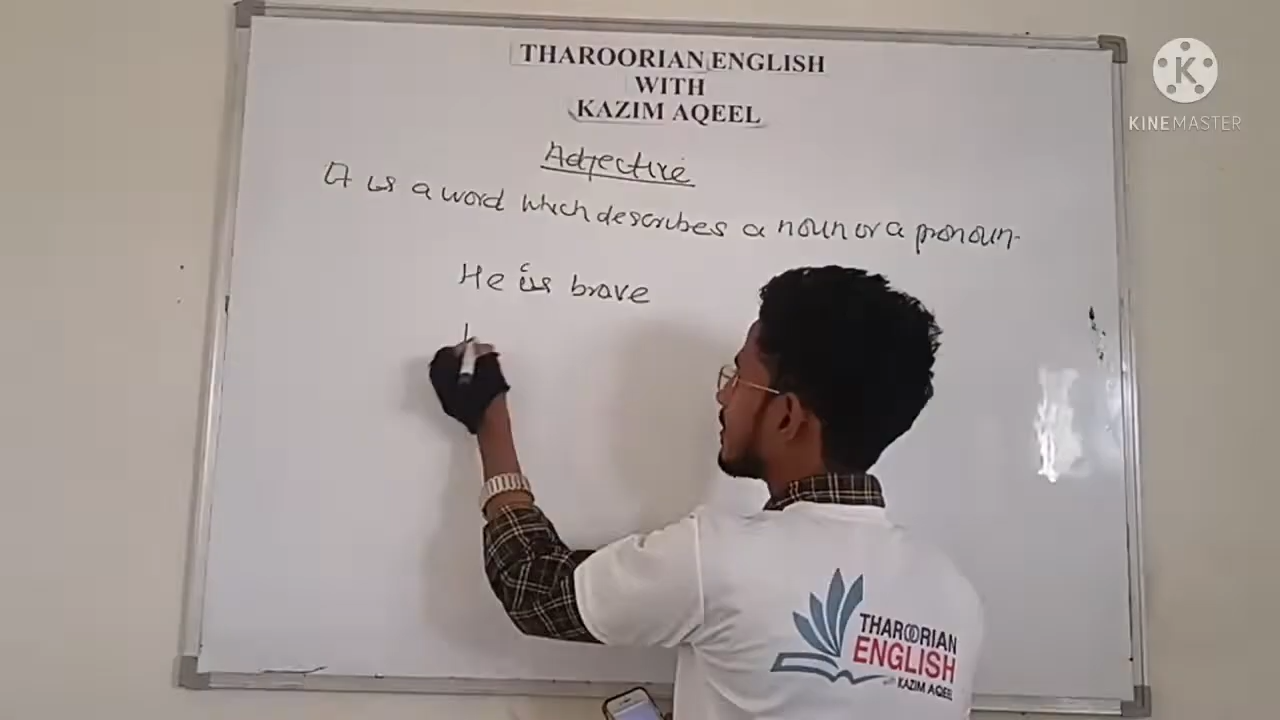 THAROORIAN ENGLISH
WITH
KAZIM AQEEL
KINEMASTER
Adjective
It is a word which describes a noun or a pronoun.
He is brave
THAROORIAN
ENGLISH
with KAZIM AQEEL